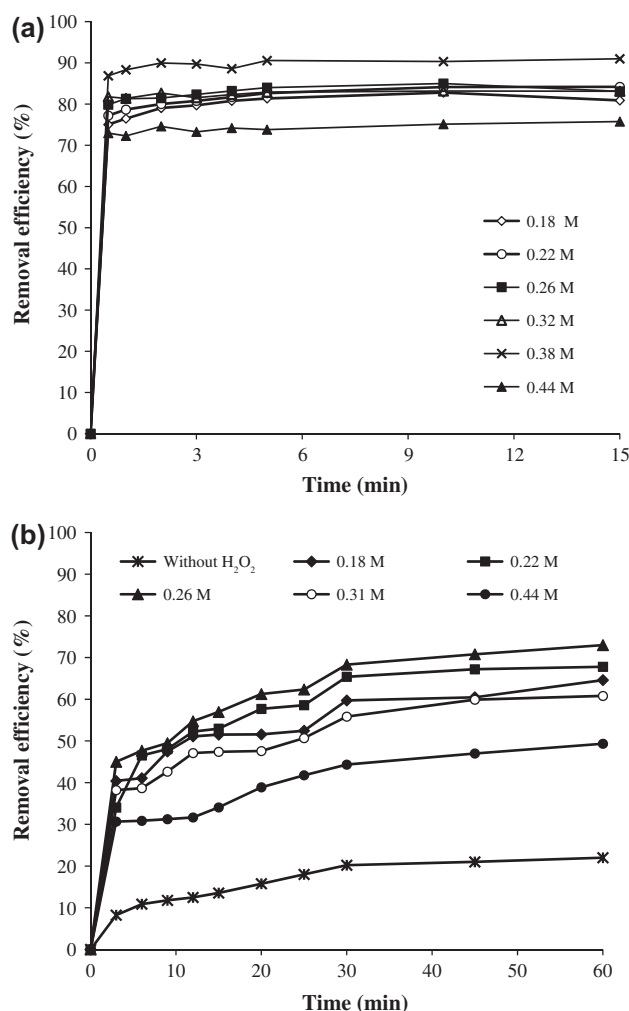 (a)
100
90
80
70
60
50
40
30
20
10
0
Removal efficiency (%)
0.18 M
0.22 M
0.26 M
0.32 M
0.38 M
0.44 M
0 3 6 9 12 15
Time (min)
(b)
100
90
80
70
60
50
40
30
20
10
0
Removal efficiency (%)
Without H₂O₂ 0.18 M 0.22 M
0.26 M 0.31 M 0.44 M
0 10 20 30 40 50 60
Time (min)